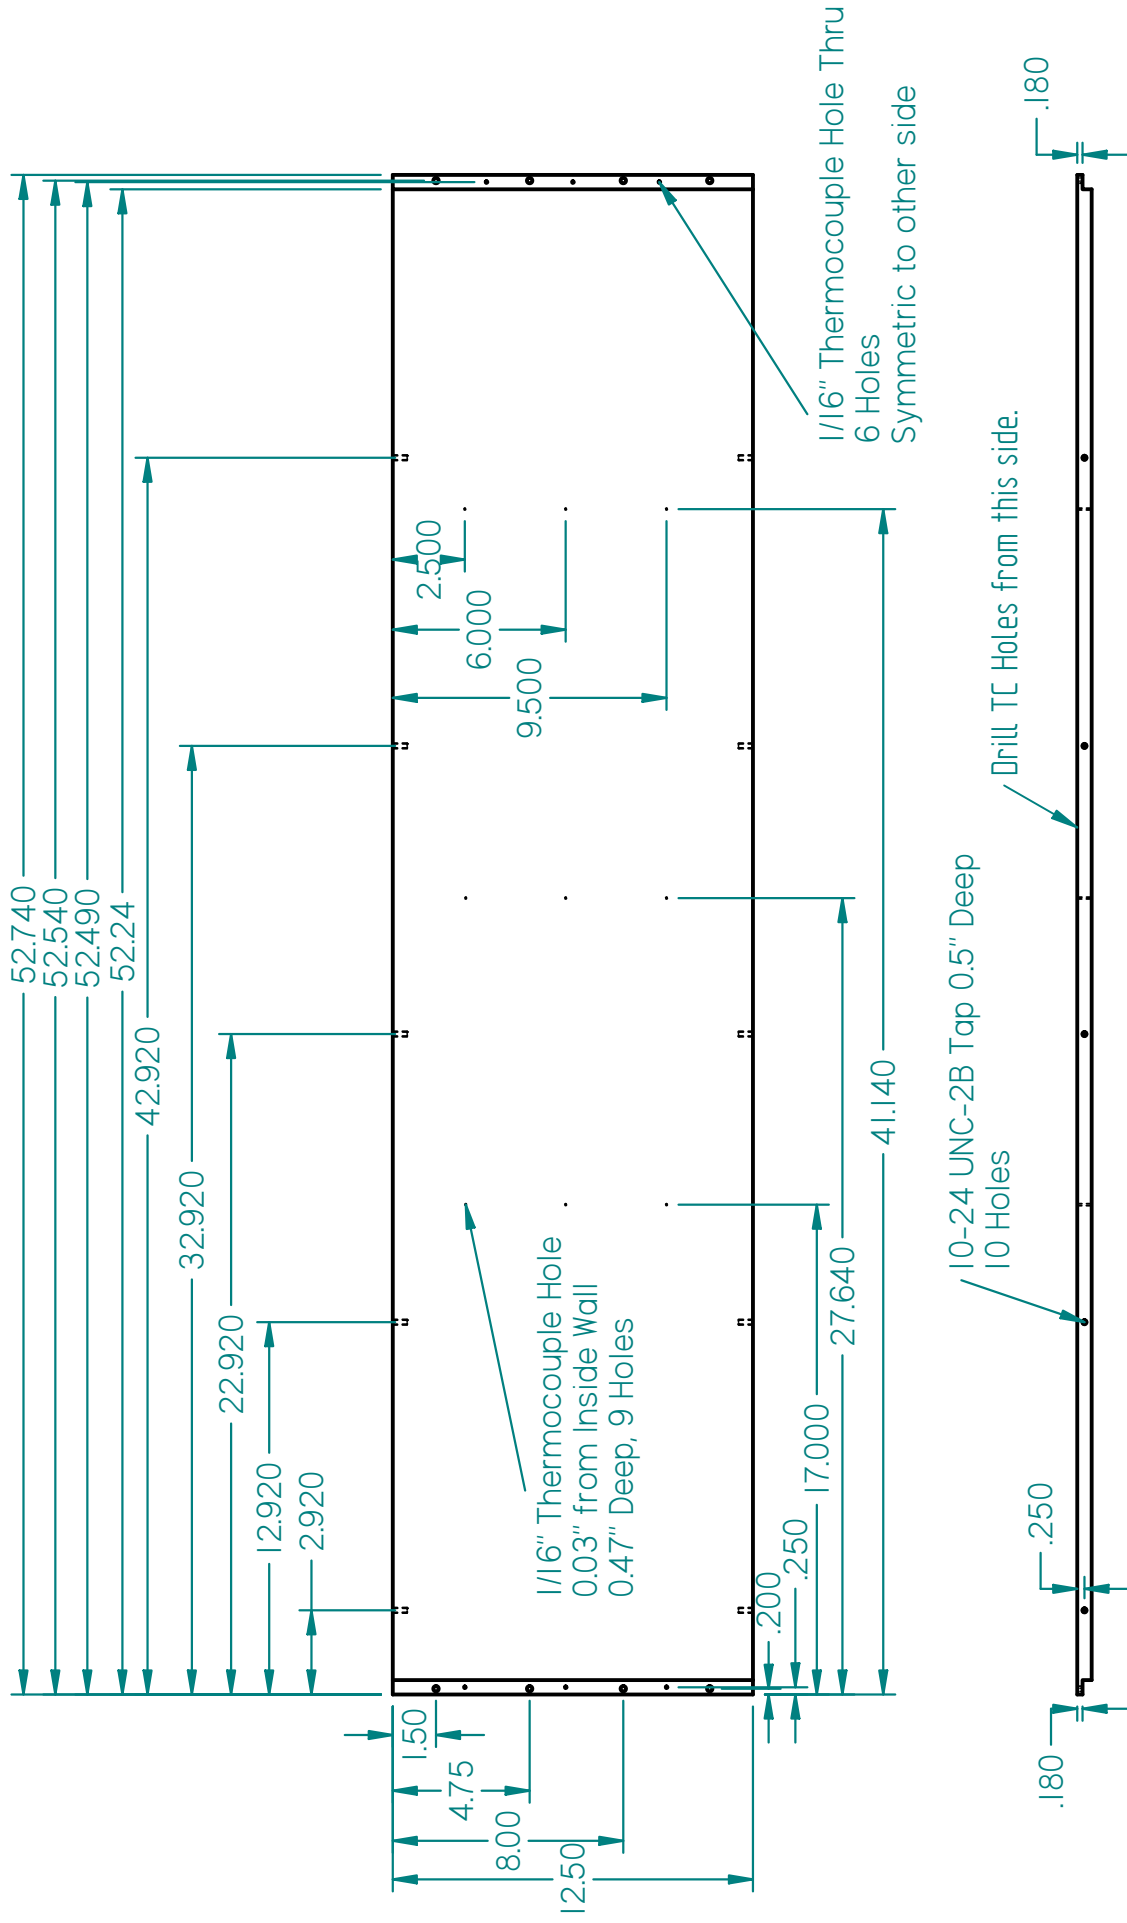 52.740
52.540
52.490
52.24
42.920
32.920
22.920
12.920
2.920
2.500
6.000
9.500
1/16" Thermocouple Hole Thru
6 Holes
Symmetric to other side
1/16" Thermocouple Hole
0.03" from Inside Wall
0.47" Deep, 9 Holes
1.50
4.75
8.00
12.50
.200
.250
17.000
27.640
41.140
.180
Drill TC Holes from this side.
10-24 UNC-2B Tap 0.5" Deep
10 Holes
.250
.180